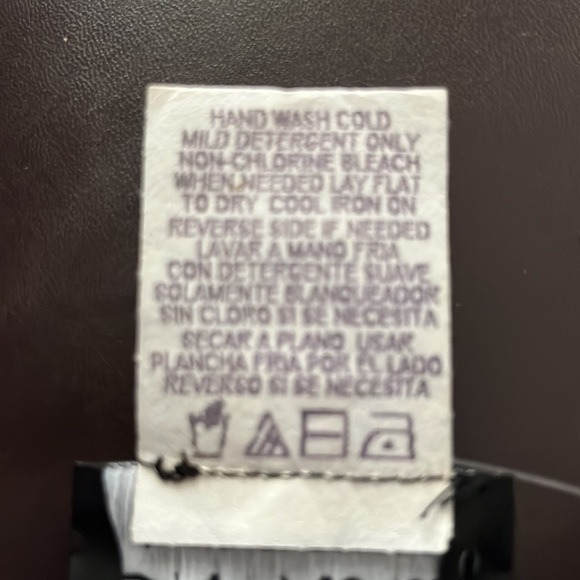 HAND WASH COLD
MILD DETERGENT ONLY
NON-CHLORINE BLEACH
WHEN NEEDED LAY FLAT
TO DRY COOL IRON ON
REVERSE SIDE IF NEEDED
LAVAR A MANO FRIA
CON DETERGENTE SUAVE
SOLAMENTE BLANQUEADOR
SIN CLORO SI SE NECESITA
SECAR A PLANO USAR
PLANCHA FRIA POR EL LADO
REVERSO SI SE NECESITA